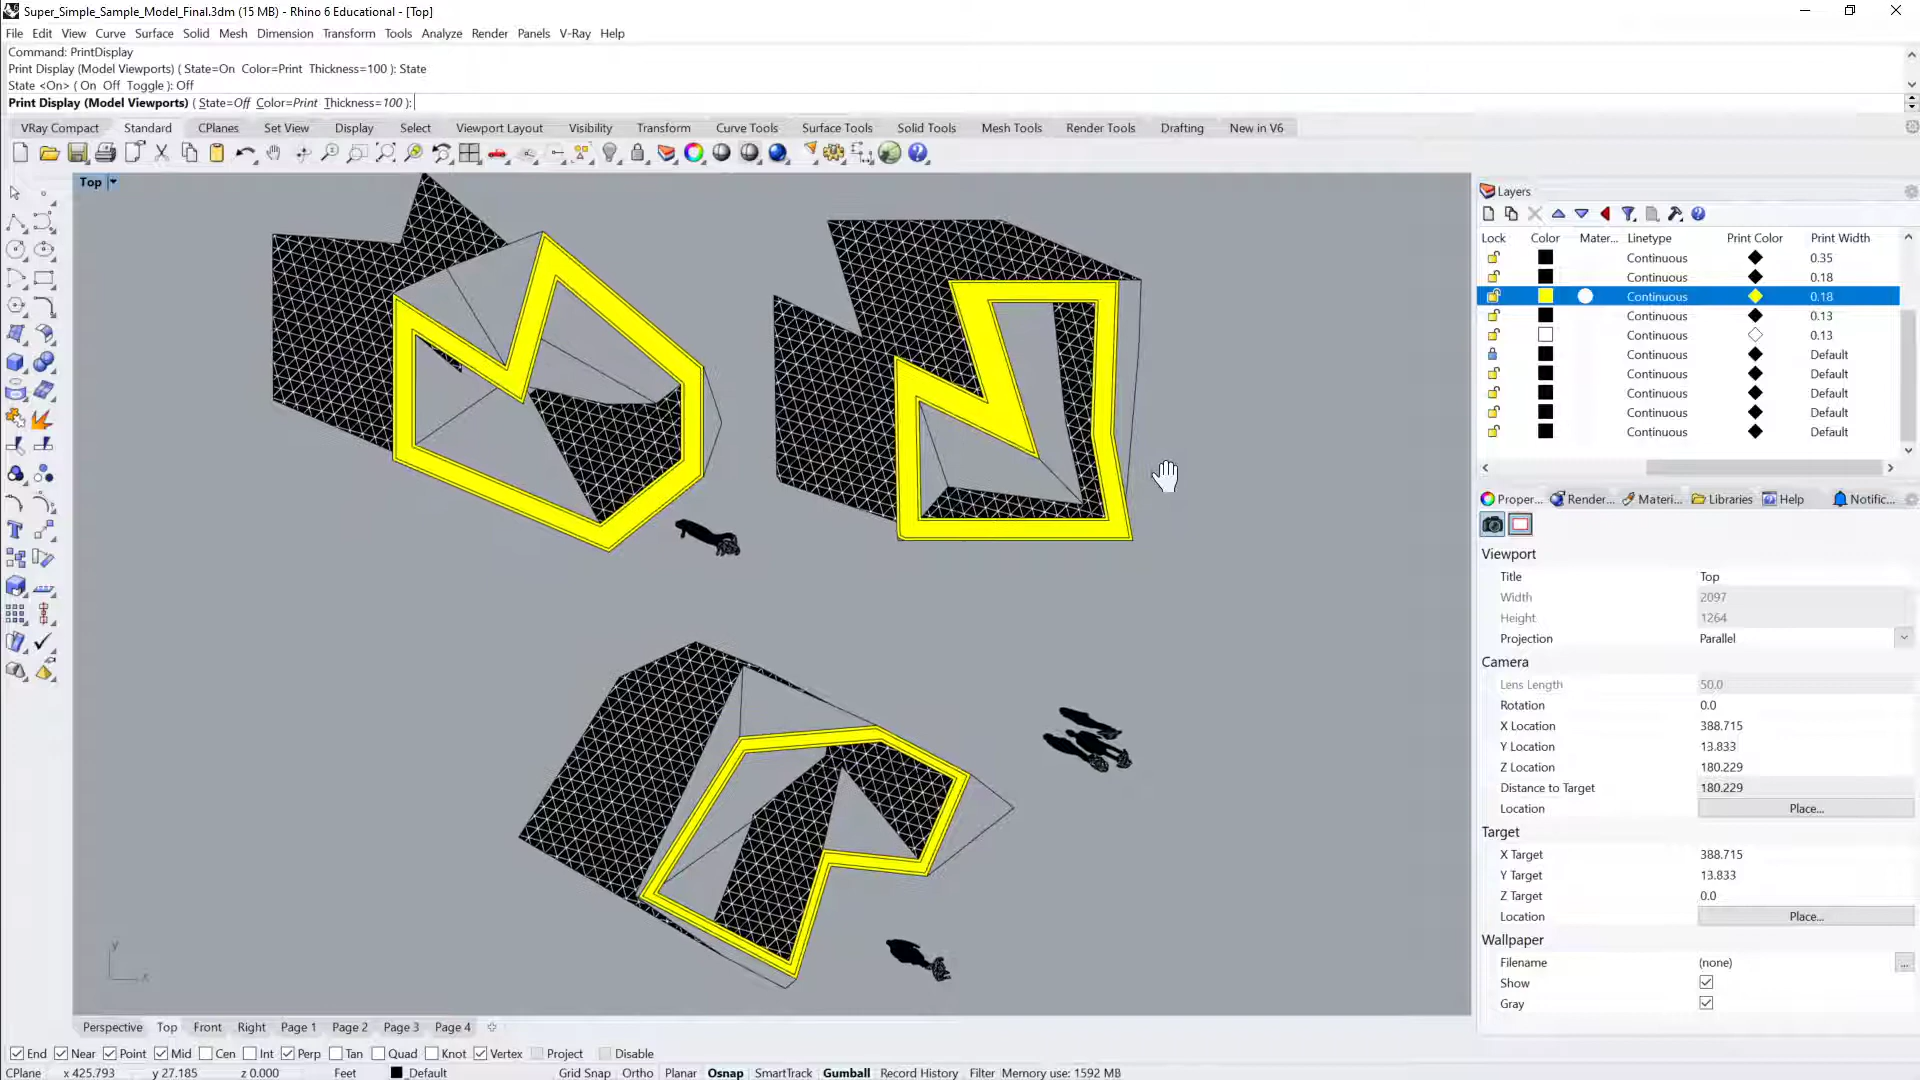 Super_Simple_Sample_Model_Final.3dm (15 MB) - Rhino 6 Educational - [Top]
File Edit View Curve Surface Solid Mesh Dimension Transform Tools Analyze Render Panels V-Ray Help
Command: PrintDisplay
Print Display (Model Viewports) ( State=On Color=Print Thickness=100 ): State
State <On> ( On Off Toggle ): Off
Print Display (Model Viewports) ( State=Off Color=Print Thickness=100 ):
VRay Compact Standard CPlanes Set View Display Select Viewport Layout Visibility Transform Curve Tools Surface Tools Solid Tools Mesh Tools Render Tools Drafting New in V6
Top
Layers
Lock Color Mater... Linetype Print Color Print Width
Continuous 0.35
Continuous 0.18
Continuous 0.18
Continuous 0.13
Continuous 0.13
Continuous Default
Continuous Default
Continuous Default
Continuous Default
Continuous Default
Proper... Render... Materi... Libraries Help Notific...
Viewport
Title Top
Width 2097
Height 1264
Projection Parallel
Camera
Lens Length 50.0
Rotation 0.0
X Location 388.715
Y Location 13.833
Z Location 180.229
Distance to Target 180.229
Location Place...
Target
X Target 388.715
Y Target 13.833
Z Target 0.0
Location Place...
Wallpaper
Filename (none) ...
Show
Gray
y
x
Perspective Top Front Right Page 1 Page 2 Page 3 Page 4
End Near Point Mid Cen Int Perp Tan Quad Knot Vertex Project Disable
CPlane x 425.793 y 27.185 z 0.000 Feet _Default Grid Snap Ortho Planar Osnap SmartTrack Gumball Record History Filter Memory use: 1592 MB